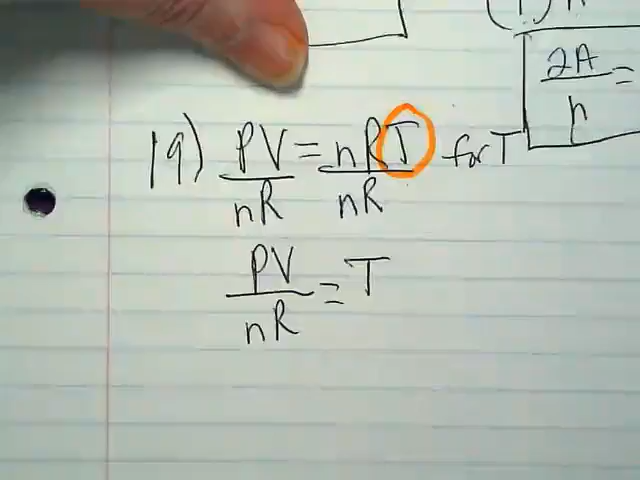 19) PV/nR = nRT/nR for T
PV/nR = T
2A/h =